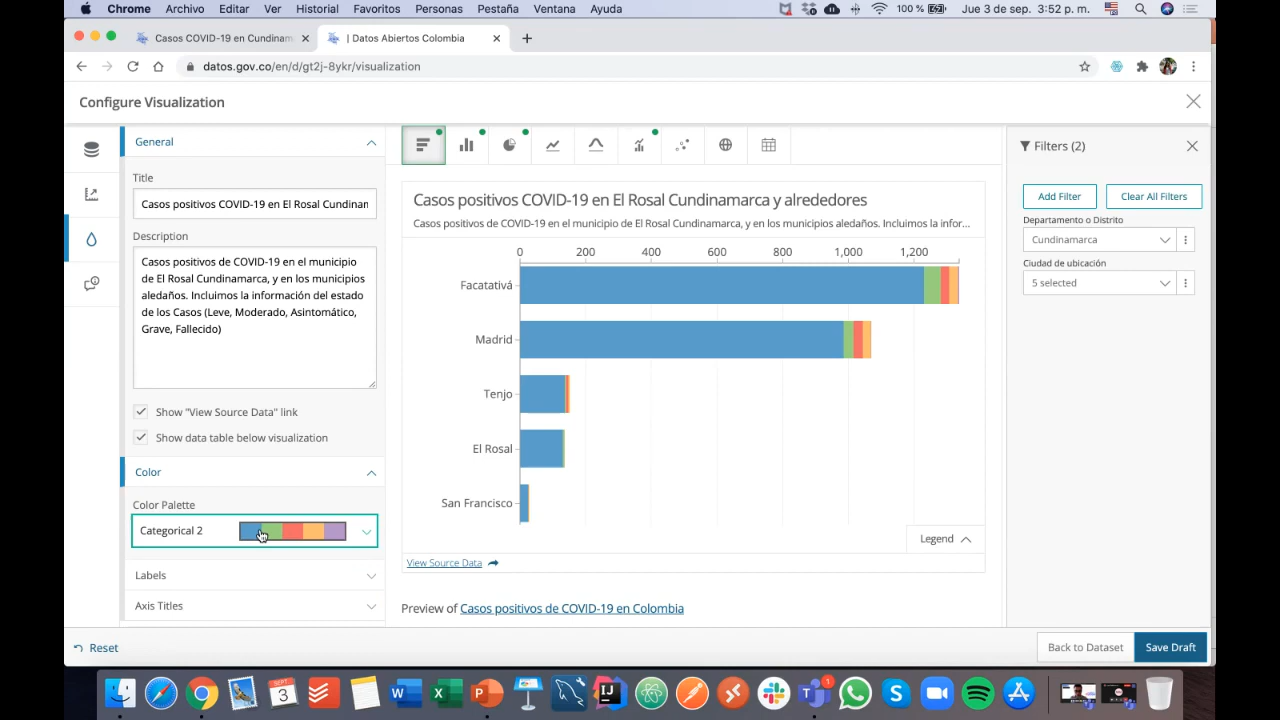 Chrome Archivo Editar Ver Historial Favoritos Personas Pestaña Ventana Ayuda 100 % Jue 3 de sep. 3:52 p. m.
Casos COVID-19 en Cundinam
| Datos Abiertos Colombia
datos.gov.co/en/d/gt2j-8ykr/visualization
Configure Visualization
General
Title
Casos positivos COVID-19 en El Rosal Cundinan
Description
Casos positivos de COVID-19 en el municipio
de El Rosal Cundinamarca, y en los municipios
aledaños. Incluimos la información del estado
de los Casos (Leve, Moderado, Asintomático,
Grave, Fallecido)
Show "View Source Data" link
Show data table below visualization
Color
Color Palette
Categorical 2
Labels
Axis Titles
Reset
Casos positivos COVID-19 en El Rosal Cundinamarca y alrededores
Casos positivos de COVID-19 en el municipio de El Rosal Cundinamarca, y en los municipios aledaños. Incluimos la infor...
0 200 400 600 800 1,000 1,200
Facatativá
Madrid
Tenjo
El Rosal
San Francisco
Legend
View Source Data
Preview of Casos positivos de COVID-19 en Colombia
Filters (2)
Add Filter
Clear All Filters
Departamento o Distrito
Cundinamarca
Ciudad de ubicación
5 selected
Back to Dataset
Save Draft
SEP
3
W
X
P
IJ
T
1
S